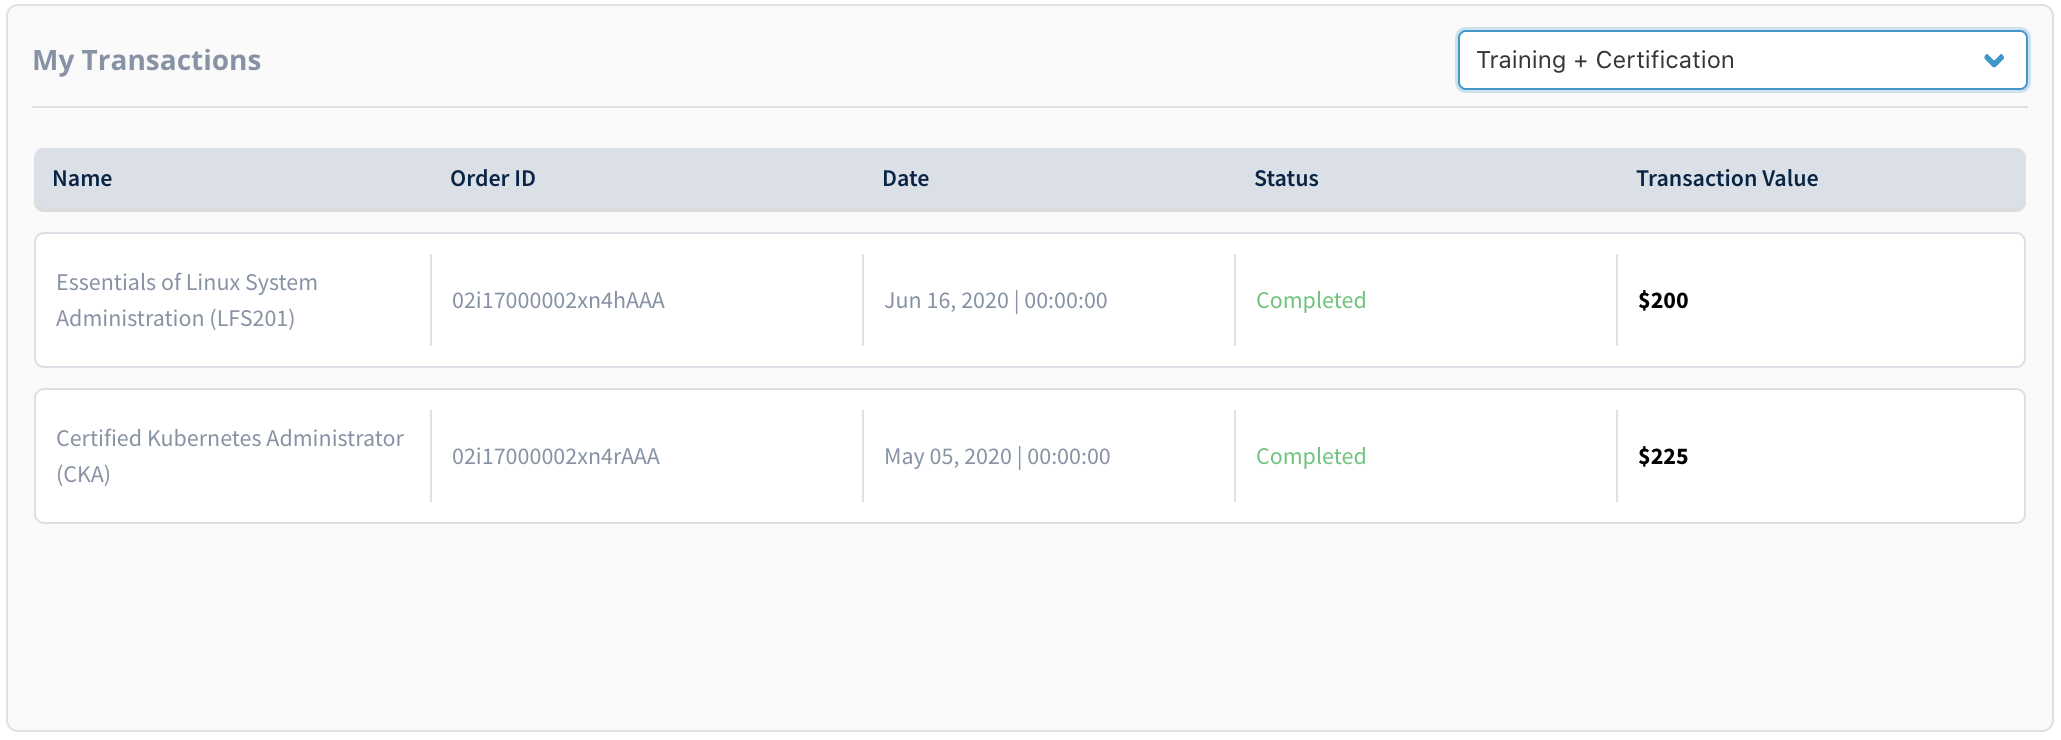 My Transactions
Training + Certification
Name Order ID Date Status Transaction Value
Essentials of Linux System
Administration (LFS201)
02i17000002xn4hAAA Jun 16, 2020 | 00:00:00 Completed $200
Certified Kubernetes Administrator
(CKA)
02i17000002xn4rAAA May 05, 2020 | 00:00:00 Completed $225